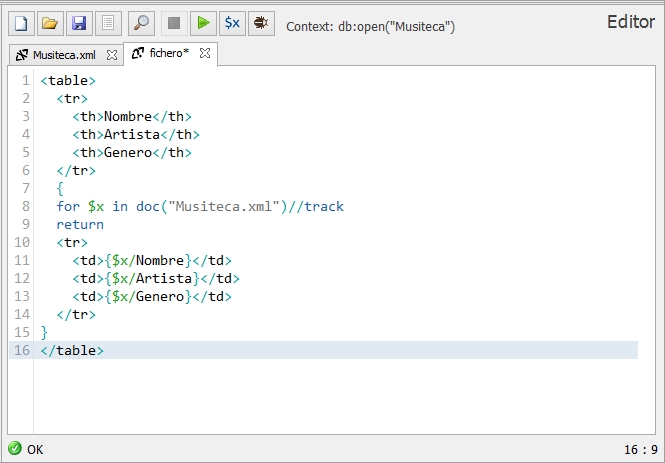 $x Context: db:open("Musiteca") Editor
Musiteca.xml fichero*
1 <table>
2   <tr>
3     <th>Nombre</th>
4     <th>Artista</th>
5     <th>Genero</th>
6   </tr>
7   {
8   for $x in doc("Musiteca.xml")//track
9   return
10   <tr>
11     <td>{$x/Nombre}</td>
12     <td>{$x/Artista}</td>
13     <td>{$x/Genero}</td>
14   </tr>
15 }
16 </table>
OK 16 : 9